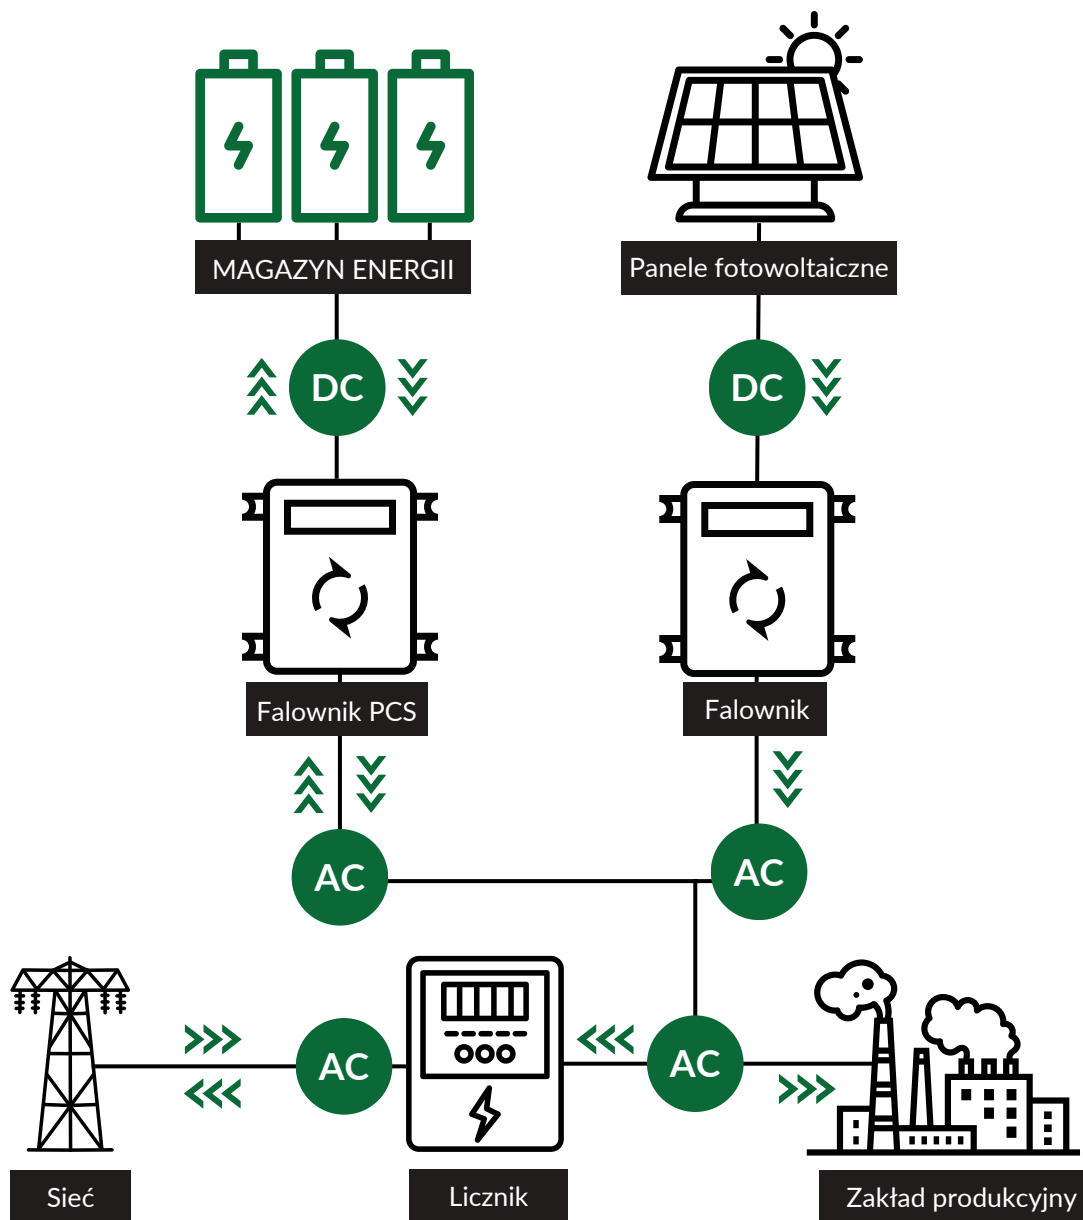 MAGAZYN ENERGII
Panele fotowoltaiczne
DC
DC
Falownik PCS
Falownik
AC
AC
AC
AC
Sieć
Licznik
Zakład produkcyjny